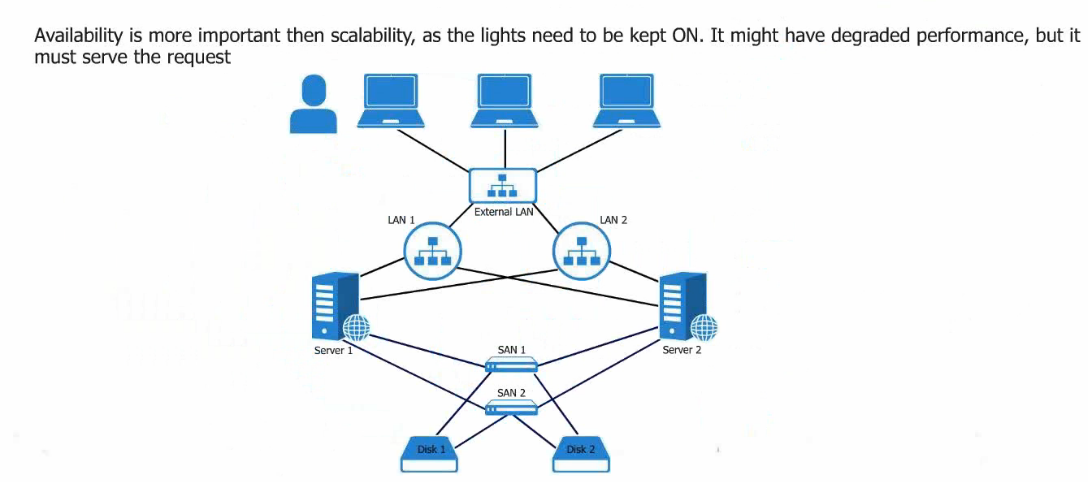 Availability is more important then scalability, as the lights need to be kept ON. It might have degraded performance, but it
must serve the request
External LAN
LAN 1
LAN 2
Server 1
SAN 1
Server 2
SAN 2
Disk 1
Disk 2